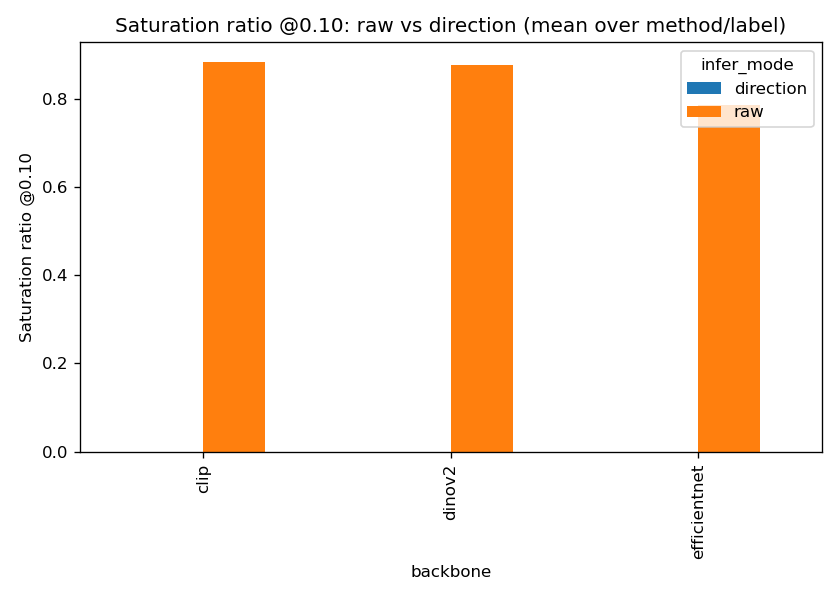 Saturation ratio @0.10: raw vs direction (mean over method/label)
infer_mode
direction
raw
Saturation ratio @0.10
0.8
0.6
0.4
0.2
0.0
clip
dinov2
efficientnet
backbone